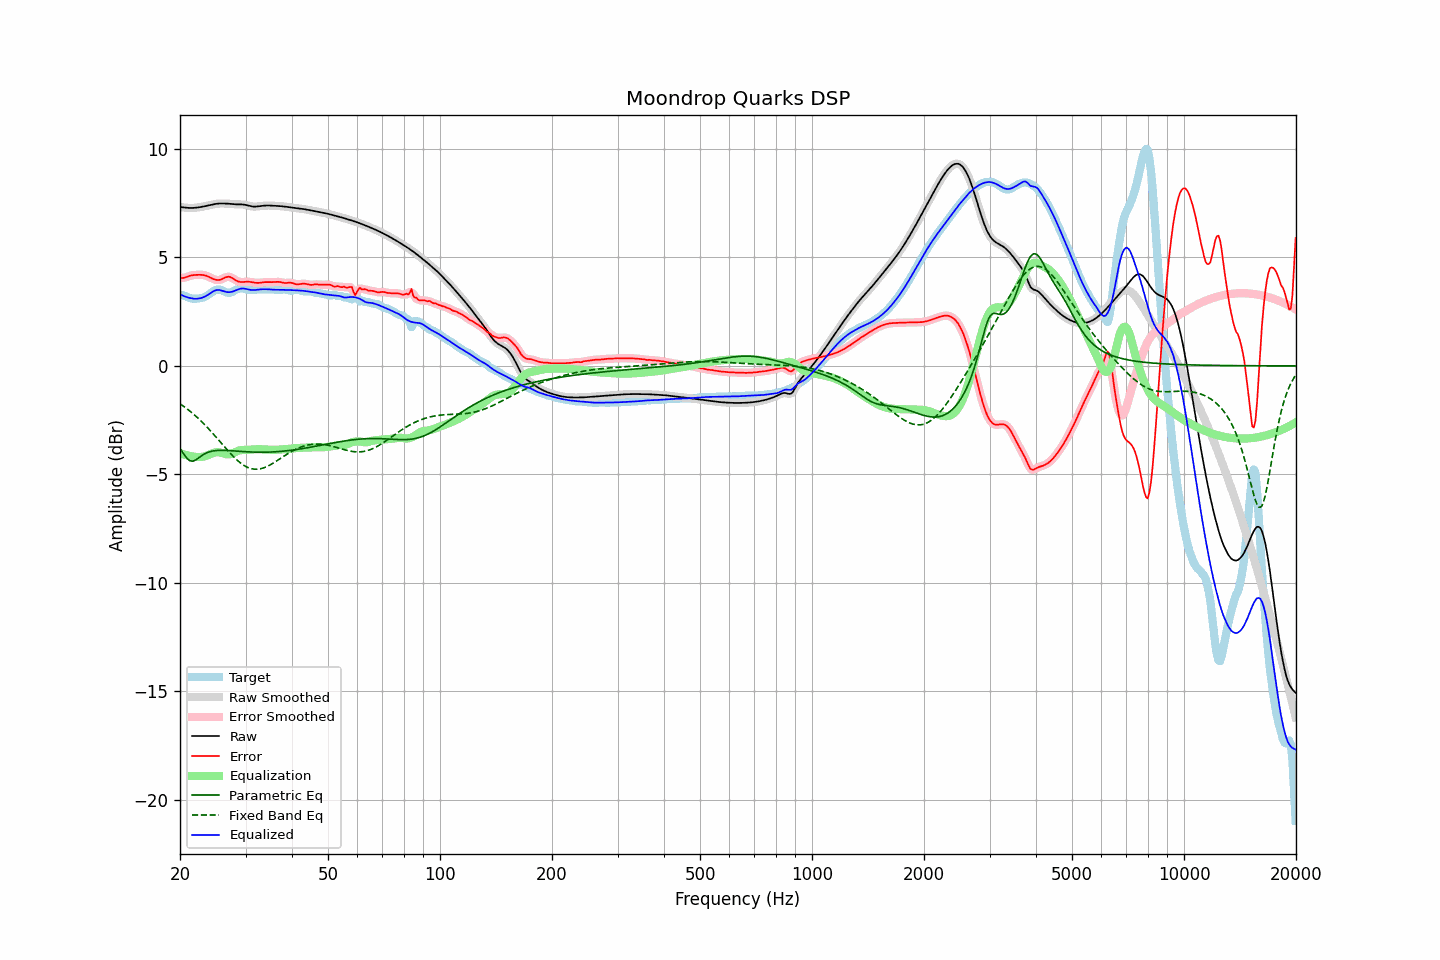 Moondrop Quarks DSP
Amplitude (dBr)
10
5
0
−5
−10
−15
−20
Target
Raw Smoothed
Error Smoothed
Raw
Error
Equalization
Parametric Eq
Fixed Band Eq
Equalized
20 50 100 200 500 1000 2000 5000 10000 20000
Frequency (Hz)